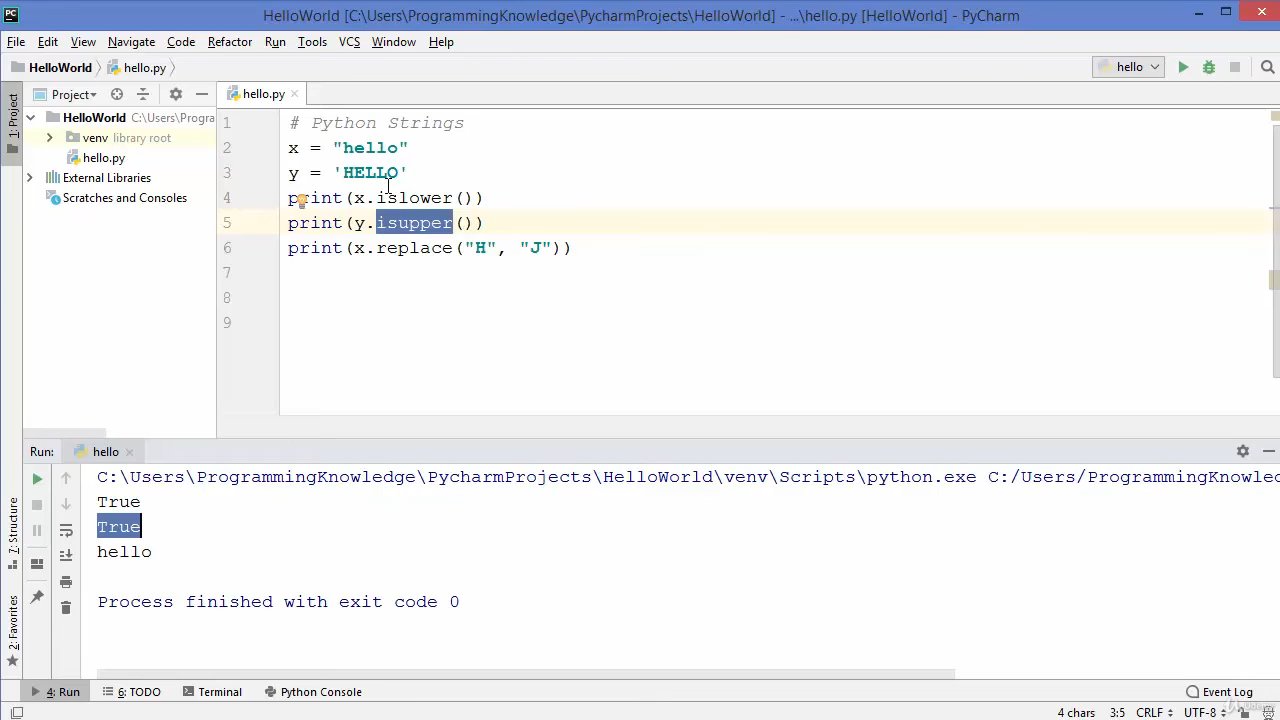 HelloWorld [C:\Users\ProgrammingKnowledge\PycharmProjects\HelloWorld] - ...\hello.py [HelloWorld] - PyCharm
File Edit View Navigate Code Refactor Run Tools VCS Window Help
HelloWorld hello.py hello
1: Project
Project hello.py
HelloWorld C:\Users\Progra
venv library root
hello.py
External Libraries
Scratches and Consoles
1 # Python Strings
2 x = "hello"
3 y = 'HELLO'
4 print(x.islower())
5 print(y.isupper())
6 print(x.replace("H", "J"))
7
8
9
Run: hello
C:\Users\ProgrammingKnowledge\PycharmProjects\HelloWorld\venv\Scripts\python.exe C:/Users/ProgrammingKnowled
True
True
hello
Process finished with exit code 0
7: Structure
2: Favorites
4: Run 6: TODO Terminal Python Console Event Log
4 chars 3:5 CRLF UTF-8